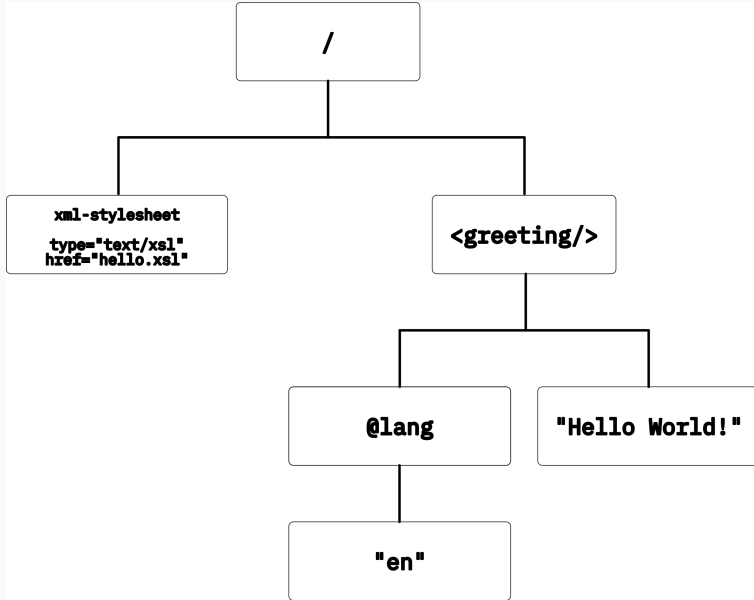 /
xml-stylesheet
type="text/xsl"
href="hello.xsl"
<greeting/>
@lang
"Hello World!"
"en"